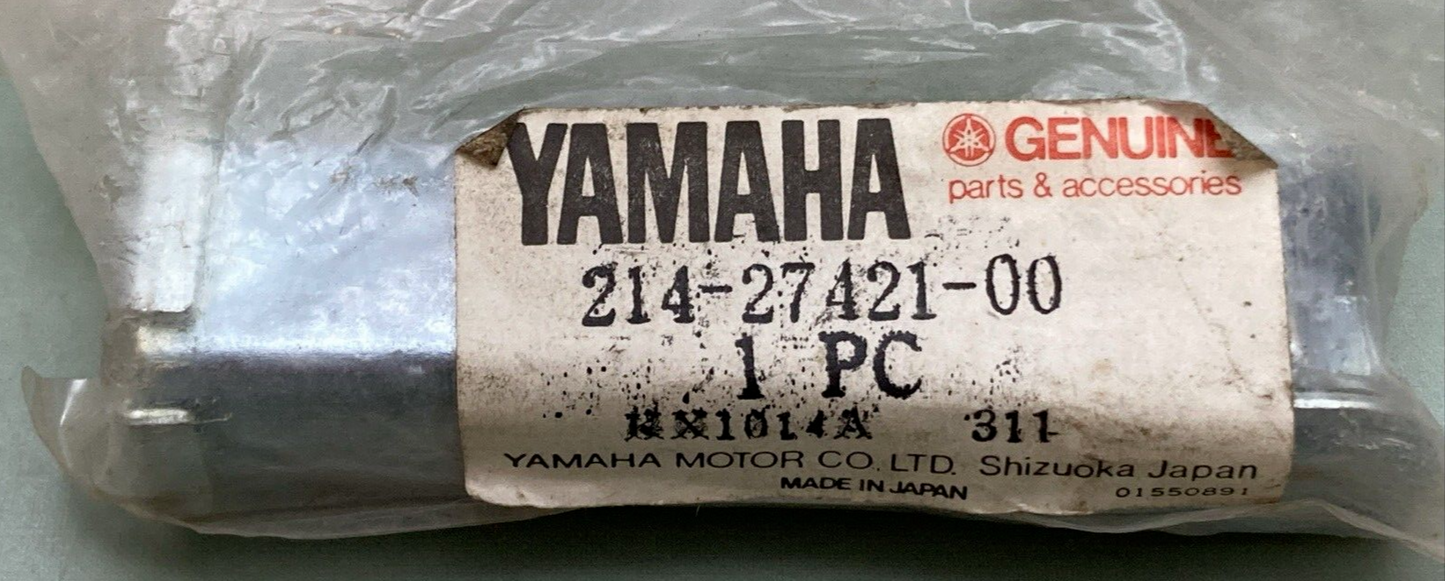 YAMAHA GENUINE
parts & accessories
214-27421-00
1 PC
311
YAMAHA MOTOR CO., LTD. Shizuoka Japan
MADE IN JAPAN
01550891